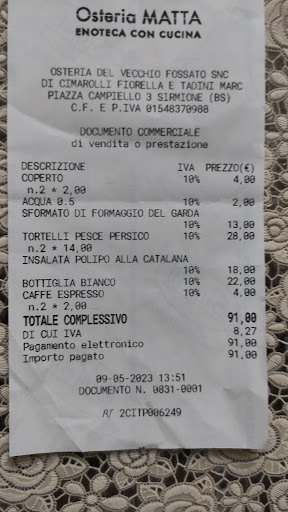 Osteria MATTA
ENOTECA CON CUCINA
OSTERIA DEL VECCHIO FOSSATO SNC
DI CIMAROLLI FIORELLA E TADINI MARC
PIAZZA CAMPIELLO 3 SIRMIONE (BS)
C.F. E P.IVA 01548370988
DOCUMENTO COMMERCIALE
di vendita o prestazione
DESCRIZIONE IVA PREZZO(€)
COPERTO 10% 4,00
n.2 * 2,00
ACQUA 0.5 10% 2,00
SFORMATO DI FORMAGGIO DEL GARDA
10% 13,00
TORTELLI PESCE PERSICO 10% 28,00
n.2 * 14,00
INSALATA POLIPO ALLA CATALANA
10% 18,00
BOTTIGLIA BIANCO 10% 22,00
CAFFE ESPRESSO 10% 4,00
n.2 * 2,00
TOTALE COMPLESSIVO 91,00
DI CUI IVA 8,27
Pagamento elettronico 91,00
Importo pagato 91,00
09-05-2023 13:51
DOCUMENTO N. 0831-0001
RT 2CITP006249